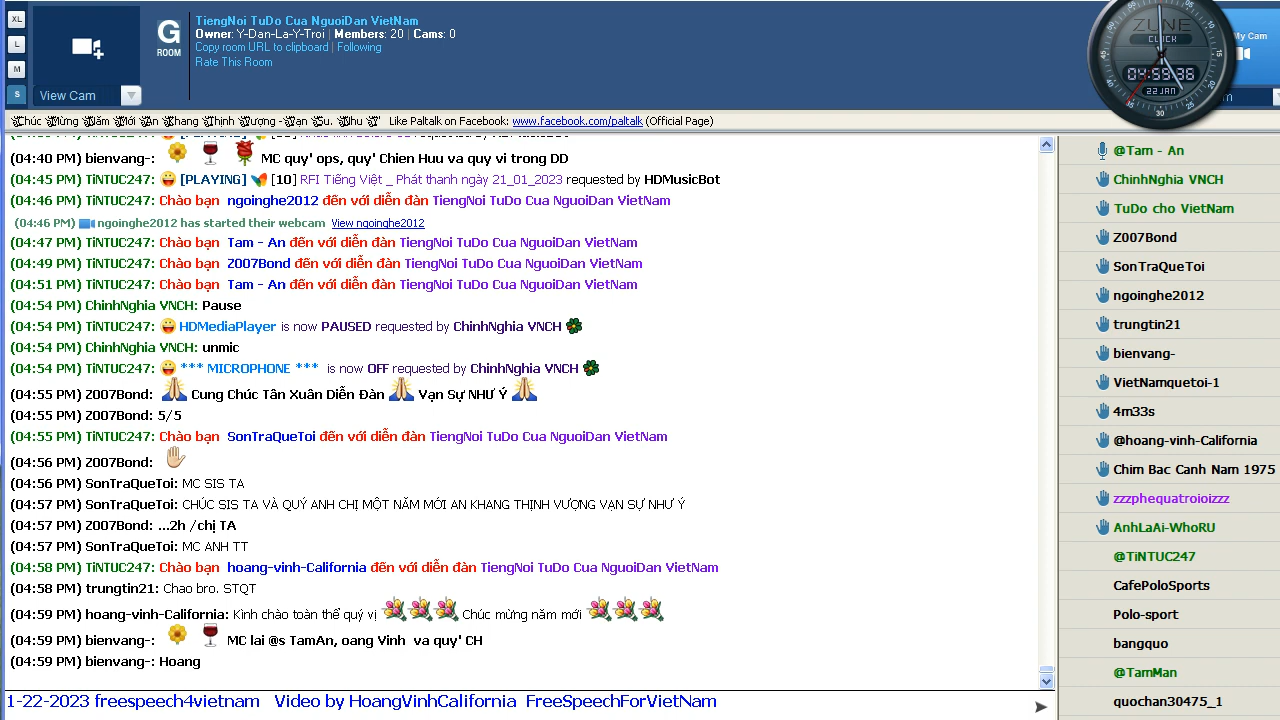 XL
L
M
S
View Cam
G
ROOM
TiengNoi TuDo Cua NguoiDan VietNam
Owner: Y-Dan-La-Y-Troi | Members: 20 | Cams: 0
Copy room URL to clipboard | Following
Rate This Room
ZUNE
CLICK
04:59:38
22 JAN
My Cam
Like Paltalk on Facebook: www.facebook.com/paltalk (Official Page)
(04:40 PM) bienvang-: MC quy' ops, quy' Chien Huu va quy vi trong DD
(04:45 PM) TiNTUC247: [PLAYING] [10] RFI Tiếng Việt _ Phát thanh ngày 21_01_2023 requested by HDMusicBot
(04:46 PM) TiNTUC247: Chào bạn ngoinghe2012 đến với diễn đàn TiengNoi TuDo Cua NguoiDan VietNam
(04:46 PM) ngoinghe2012 has started their webcam View ngoinghe2012
(04:47 PM) TiNTUC247: Chào bạn Tam - An đến với diễn đàn TiengNoi TuDo Cua NguoiDan VietNam
(04:49 PM) TiNTUC247: Chào bạn Z007Bond đến với diễn đàn TiengNoi TuDo Cua NguoiDan VietNam
(04:51 PM) TiNTUC247: Chào bạn Tam - An đến với diễn đàn TiengNoi TuDo Cua NguoiDan VietNam
(04:54 PM) ChinhNghia VNCH: Pause
(04:54 PM) TiNTUC247: HDMediaPlayer is now PAUSED requested by ChinhNghia VNCH
(04:54 PM) ChinhNghia VNCH: unmic
(04:54 PM) TiNTUC247: *** MICROPHONE *** is now OFF requested by ChinhNghia VNCH
(04:55 PM) Z007Bond: Cung Chúc Tân Xuân Diễn Đàn Vạn Sự NHƯ Ý
(04:55 PM) Z007Bond: 5/5
(04:55 PM) TiNTUC247: Chào bạn SonTraQueToi đến với diễn đàn TiengNoi TuDo Cua NguoiDan VietNam
(04:56 PM) Z007Bond:
(04:56 PM) SonTraQueToi: MC SIS TA
(04:57 PM) SonTraQueToi: CHÚC SIS TA VÀ QUÝ ANH CHỊ MỘT NĂM MỚI AN KHANG THỊNH VƯỢNG VẠN SỰ NHƯ Ý
(04:57 PM) Z007Bond: ...2h /chị TA
(04:57 PM) SonTraQueToi: MC ANH TT
(04:58 PM) TiNTUC247: Chào bạn hoang-vinh-California đến với diễn đàn TiengNoi TuDo Cua NguoiDan VietNam
(04:58 PM) trungtin21: Chao bro. STQT
(04:59 PM) hoang-vinh-California: Kình chào toàn thể quý vị Chúc mừng năm mới
(04:59 PM) bienvang-: MC lai @s TamAn, oang Vinh va quy' CH
(04:59 PM) bienvang-: Hoang
1-22-2023 freespeech4vietnam Video by HoangVinhCalifornia FreeSpeechForVietNam
@Tam - An
ChinhNghia VNCH
TuDo cho VietNam
Z007Bond
SonTraQueToi
ngoinghe2012
trungtin21
bienvang-
VietNamquetoi-1
4m33s
@hoang-vinh-California
Chim Bac Canh Nam 1975
zzzphequatroioizzz
AnhLaAi-WhoRU
@TiNTUC247
CafePoloSports
Polo-sport
bangquo
@TamMan
quochan30475_1